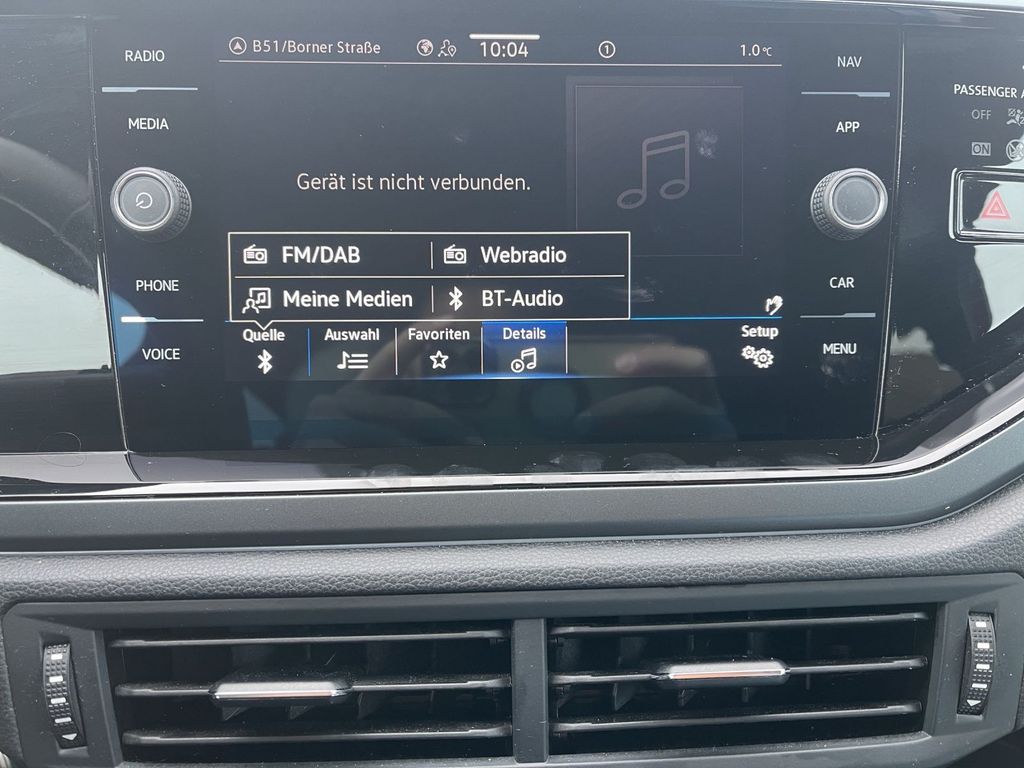 RADIO
MEDIA
PHONE
VOICE
B51/Borner Straße
10:04
1
1.0 °C
Gerät ist nicht verbunden.
FM/DAB
Webradio
Meine Medien
BT-Audio
Quelle
Auswahl
Favoriten
Details
Setup
NAV
APP
CAR
MENU
PASSENGER A
OFF
ON